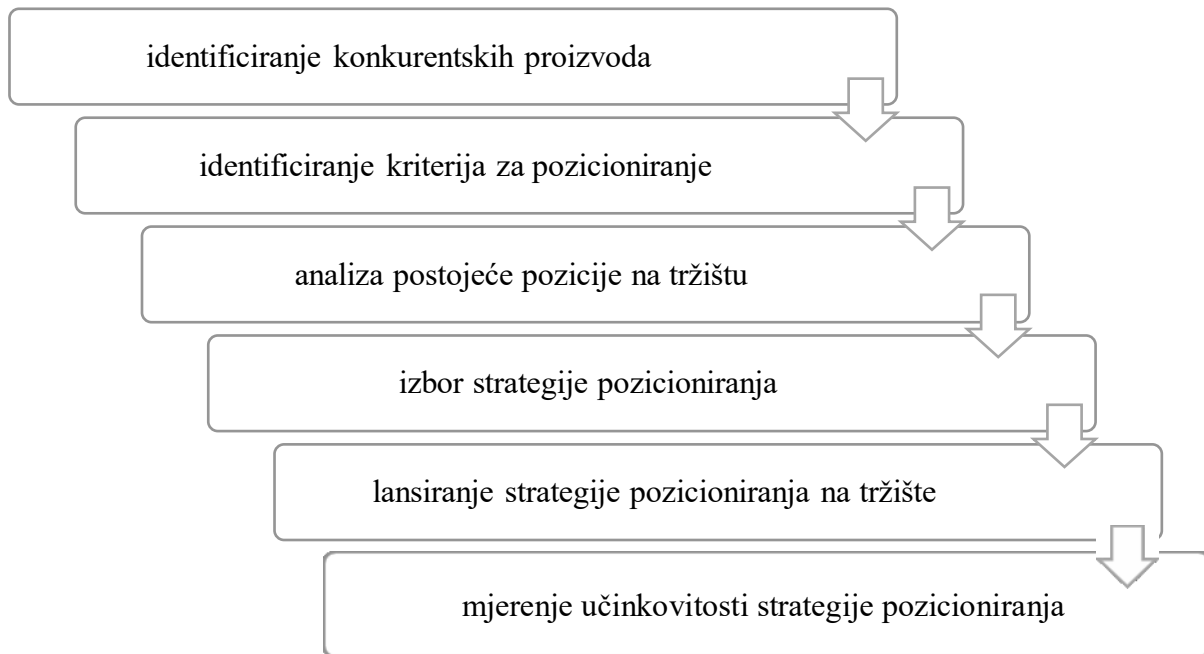 identificiranje konkurentskih proizvoda
identificiranje kriterija za pozicioniranje
analiza postojeće pozicije na tržištu
izbor strategije pozicioniranja
lansiranje strategije pozicioniranja na tržište
mjerenje učinkovitosti strategije pozicioniranja